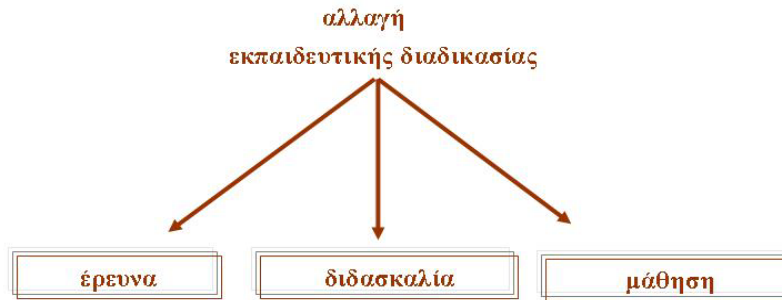 αλλαγή
εκπαιδευτικής διαδικασίας
έρευνα
διδασκαλία
μάθηση